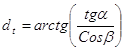 d_t = arctg(tgα / Cosβ)